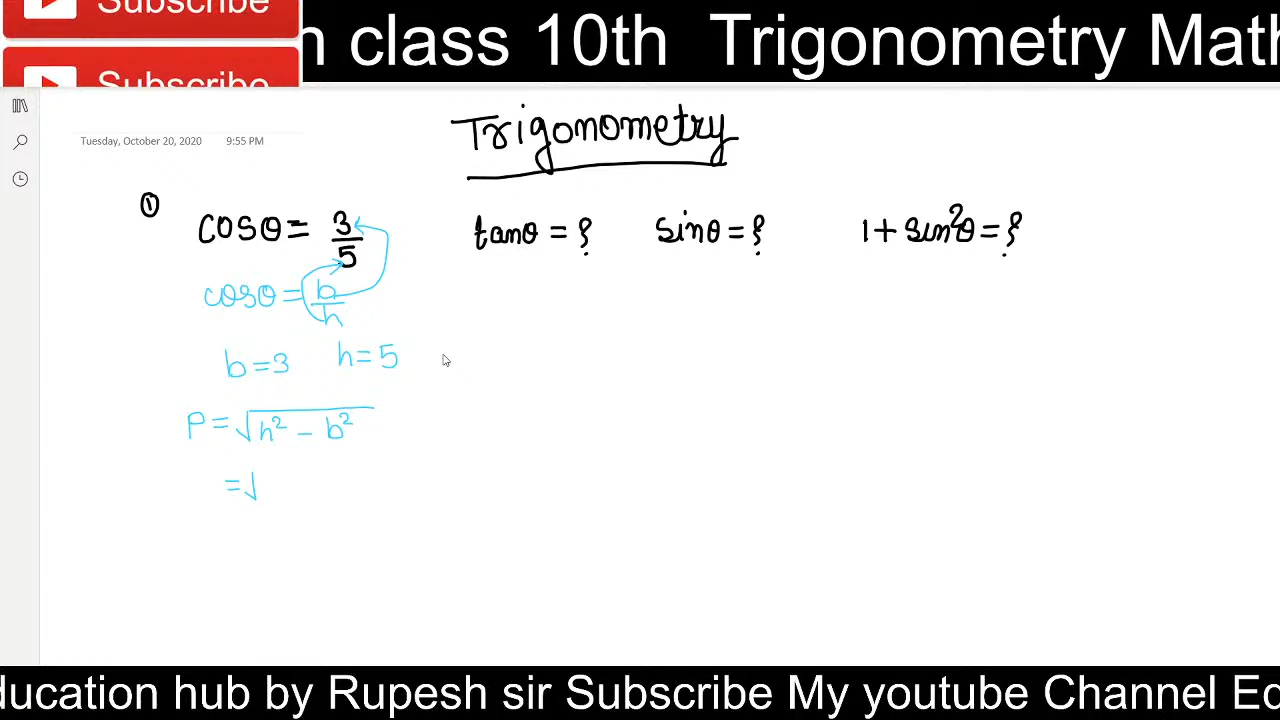 Subscribe
Subscribe
n class 10th Trigonometry Math
Tuesday, October 20, 2020 9:55 PM
Trigonometry
① cosθ = 3/5 tanθ = ? sinθ = ? 1 + sin²θ = ?
cosθ = b/h
b = 3 h = 5
P = √h² - b²
= √
ducation hub by Rupesh sir Subscribe My youtube Channel Ed